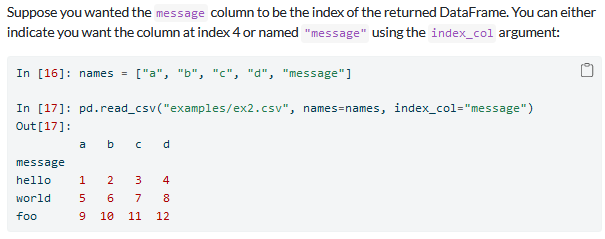 Suppose you wanted the message column to be the index of the returned DataFrame. You can either
indicate you want the column at index 4 or named "message" using the index_col argument:
In [16]: names = ["a", "b", "c", "d", "message"]
In [17]: pd.read_csv("examples/ex2.csv", names=names, index_col="message")
Out[17]:
         a   b   c   d
message
hello    1   2   3   4
world    5   6   7   8
foo      9  10  11  12